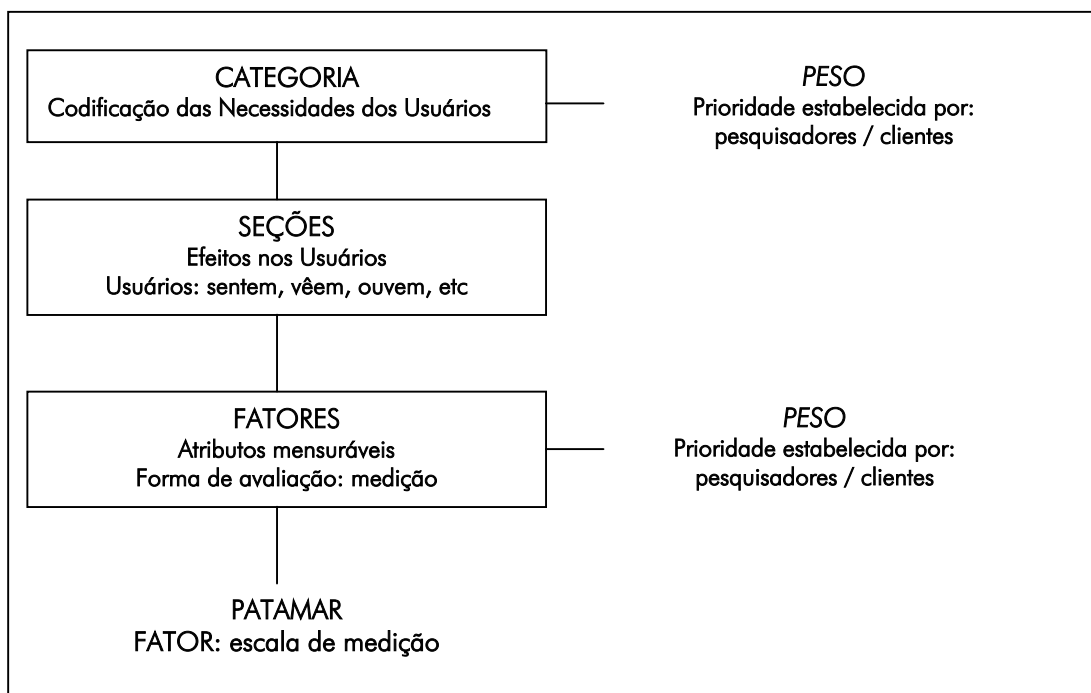 CATEGORIA
Codificação das Necessidades dos Usuários
PESO
Prioridade estabelecida por:
pesquisadores / clientes
SEÇÕES
Efeitos nos Usuários
Usuários: sentem, vêem, ouvem, etc
FATORES
Atributos mensuráveis
Forma de avaliação: medição
PESO
Prioridade estabelecida por:
pesquisadores / clientes
PATAMAR
FATOR: escala de medição